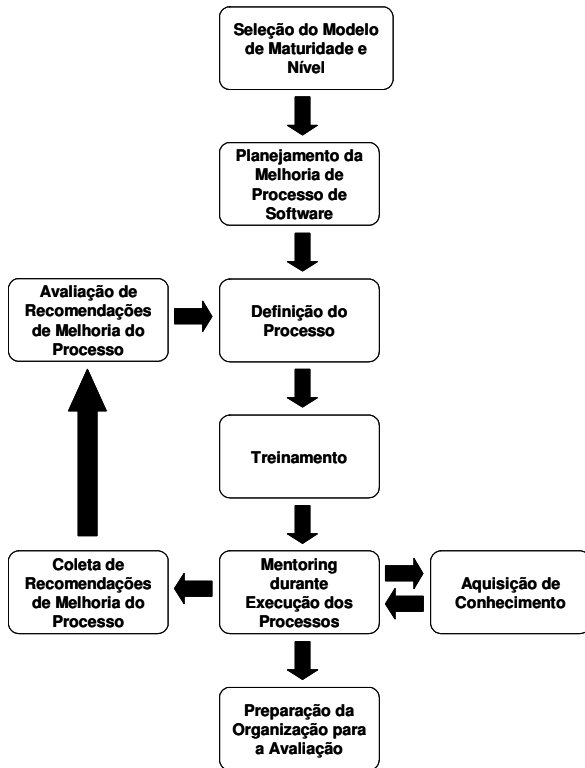 Seleção do Modelo
de Maturidade e
Nível
Planejamento da
Melhoria de
Processo de
Software
Avaliação de
Recomendações
de Melhoria do
Processo
Definição do
Processo
Treinamento
Coleta de
Recomendações
de Melhoria do
Processo
Mentoring
durante
Execução dos
Processos
Aquisição de
Conhecimento
Preparação da
Organização para
a Avaliação